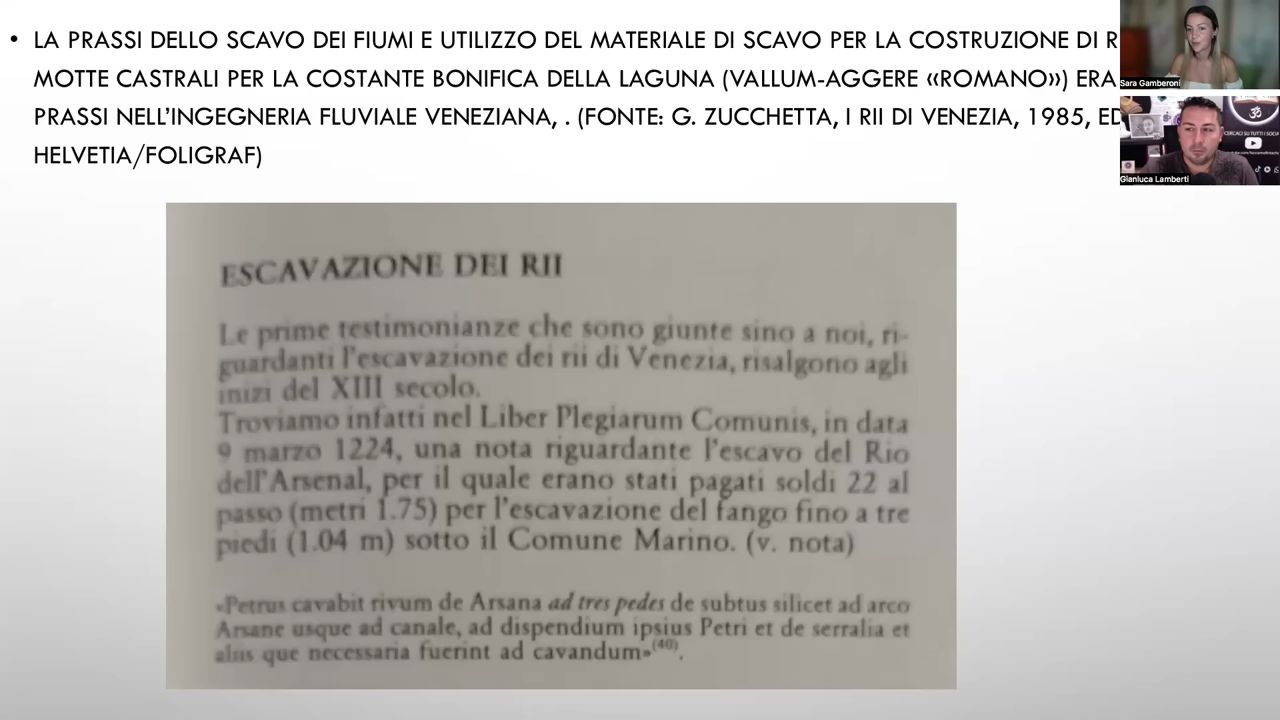 • LA PRASSI DELLO SCAVO DEI FIUMI E UTILIZZO DEL MATERIALE DI SCAVO PER LA COSTRUZIONE DI
MOTTE CASTRALI PER LA COSTANTE BONIFICA DELLA LAGUNA (VALLUM-AGGERE «ROMANO») ERA
PRASSI NELL'INGEGNERIA FLUVIALE VENEZIANA, . (FONTE: G. ZUCCHETTA, I RII DI VENEZIA, 1985,
HELVETIA/FOLIGRAF)
Sara Gamberoni
CERCACI SU TUTTI I
Gianluca Lamberti
ESCAVAZIONE DEI RII
Le prime testimonianze che sono giunte sino a noi, ri-
guardanti l'escavazione dei rii di Venezia, risalgono agli
inizi del XIII secolo.
Troviamo infatti nel Liber Plegiarum Comunis, in data
9 marzo 1224, una nota riguardante l'escavo del Rio
dell'Arsenal, per il quale erano stati pagati soldi 22 al
passo (metri 1.75) per l'escavazione del fango fino a tre
piedi (1.04 m) sotto il Comune Marino. (v. nota)
«Petrus cavabit rivum de Arsana ad tres pedes de subtus silicet ad arco
Arsane usque ad canale, ad dispendium ipsius Petri et de serralia et
aliis que necessaria fuerint ad cavandum»(40).